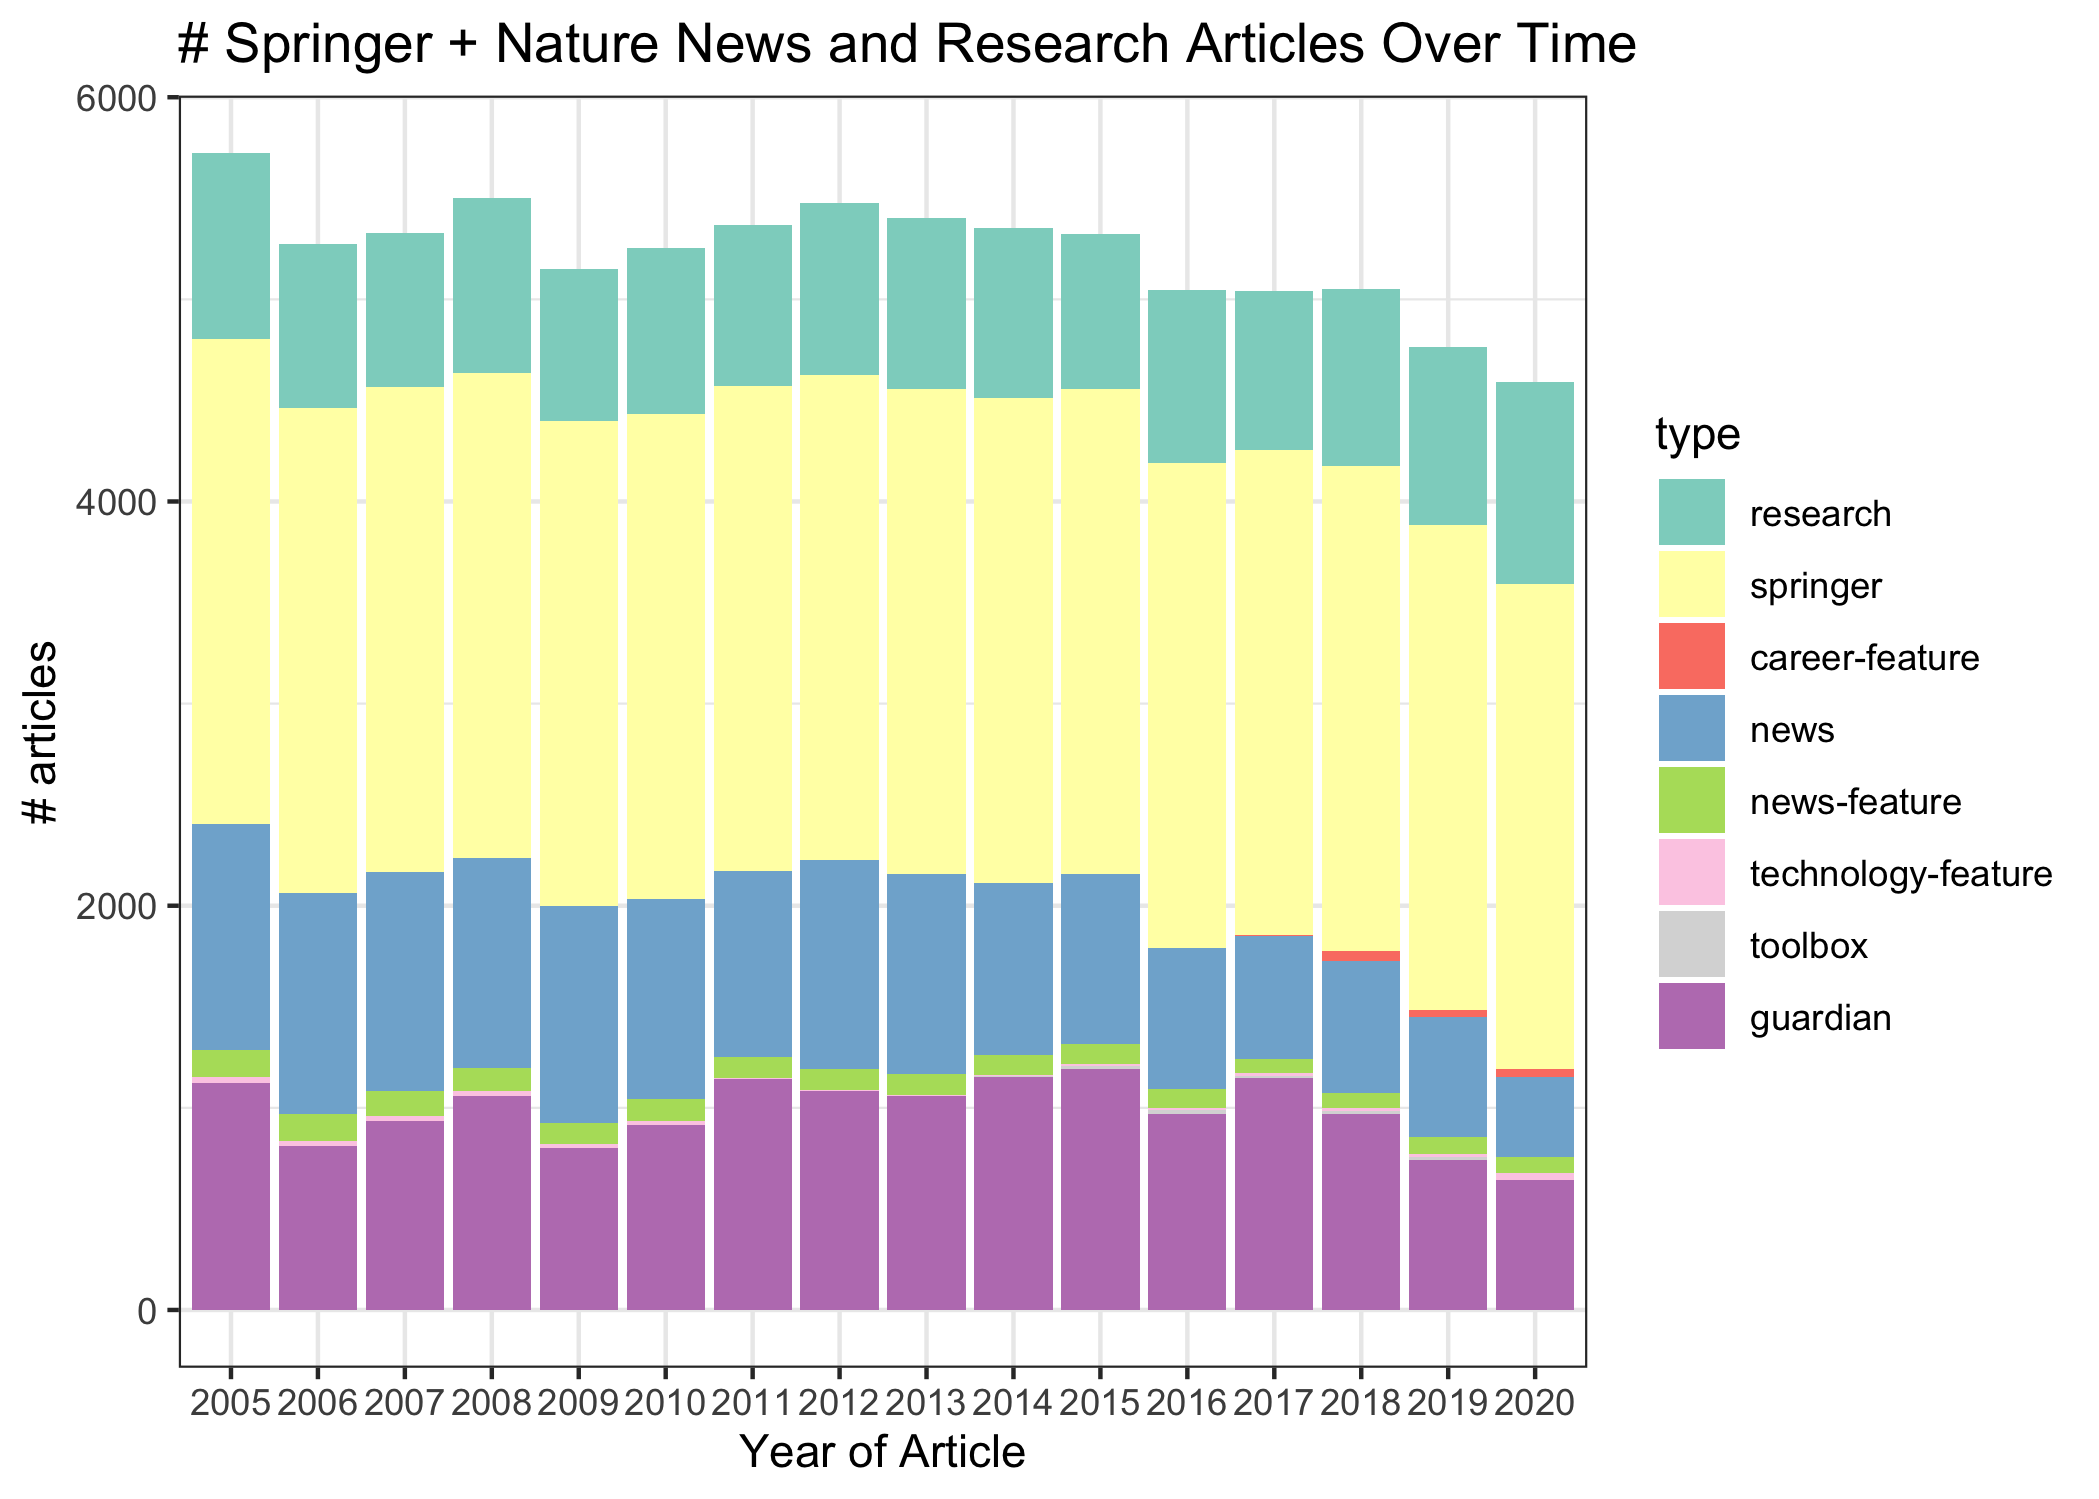 # Springer + Nature News and Research Articles Over Time
6000
4000
2000
0
# articles
2005 2006 2007 2008 2009 2010 2011 2012 2013 2014 2015 2016 2017 2018 2019 2020
Year of Article
type
research
springer
career-feature
news
news-feature
technology-feature
toolbox
guardian